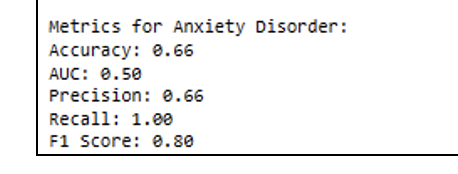 Metrics for Anxiety Disorder:
Accuracy: 0.66
AUC: 0.50
Precision: 0.66
Recall: 1.00
F1 Score: 0.80